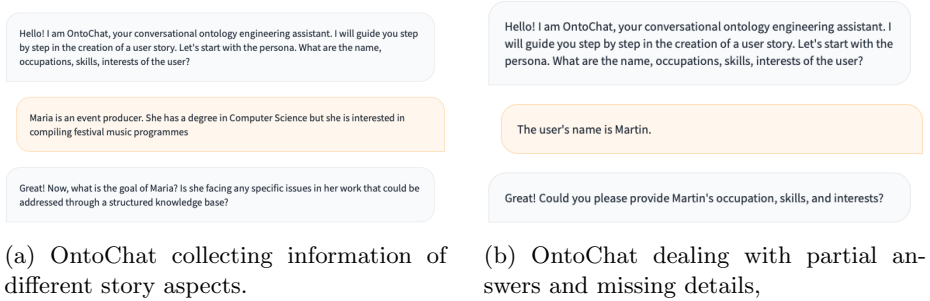 Hello! I am OntoChat, your conversational ontology engineering assistant. I will guide you step
by step in the creation of a user story. Let's start with the persona. What are the name,
occupations, skills, interests of the user?
Maria is an event producer. She has a degree in Computer Science but she is interested in
compiling festival music programmes
Great! Now, what is the goal of Maria? Is she facing any specific issues in her work that could be
addressed through a structured knowledge base?
(a) OntoChat collecting information of
different story aspects.
Hello! I am OntoChat, your conversational ontology engineering assistant. I
will guide you step by step in the creation of a user story. Let's start with the
persona. What are the name, occupations, skills, interests of the user?
The user's name is Martin.
Great! Could you please provide Martin's occupation, skills, and interests?
(b) OntoChat dealing with partial an-
swers and missing details,